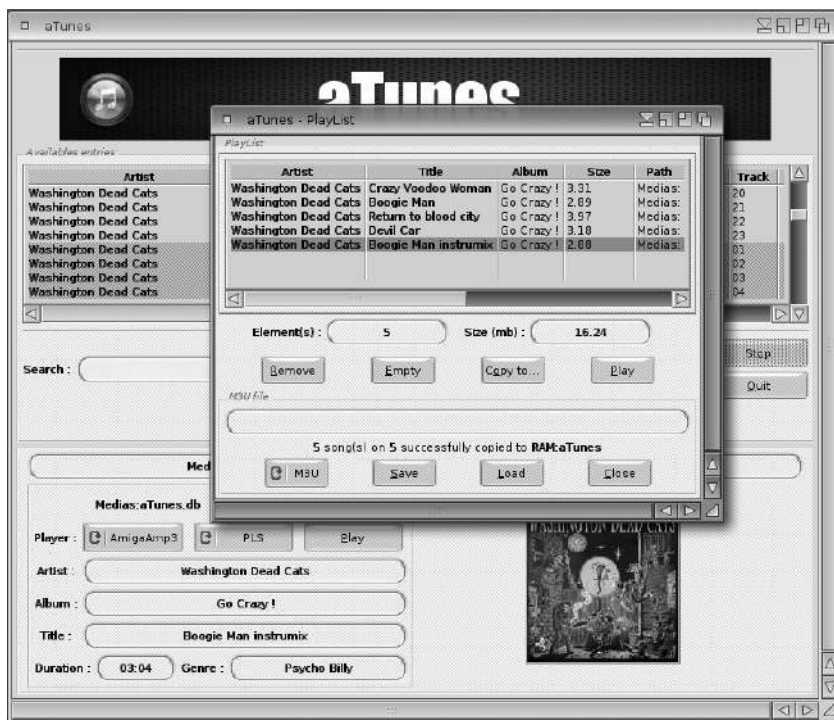 aTunes
aTunes
aTunes - PlayList
PlayList
Availables entries
Artist Title Album Size Path
Washington Dead Cats Crazy Voodoo Woman Go Crazy ! 3.31 Medias:
Washington Dead Cats Boogie Man Go Crazy ! 2.89 Medias:
Washington Dead Cats Return to blood city Go Crazy ! 3.97 Medias:
Washington Dead Cats Devil Car Go Crazy ! 3.18 Medias:
Washington Dead Cats Boogie Man instrumix Go Crazy ! 2.88 Medias:
Element(s) : 5 Size (mb) : 16.24
Remove Empty Copy to... Play
M3U file
5 song(s) on 5 successfully copied to RAM:aTunes
M3U Save Load Close
Artist Track
Washington Dead Cats 20
Washington Dead Cats 21
Washington Dead Cats 22
Washington Dead Cats 23
Washington Dead Cats 01
Washington Dead Cats 02
Washington Dead Cats 03
Washington Dead Cats 04
Search : Stop
Quit
Med
Medias:aTunes.db
Player : AmigaAmp3 PLS Play
Artist : Washington Dead Cats
Album : Go Crazy !
Title : Boogie Man instrumix
Duration : 03:04 Genre : Psycho Billy
WASHINGTON DEAD CATS